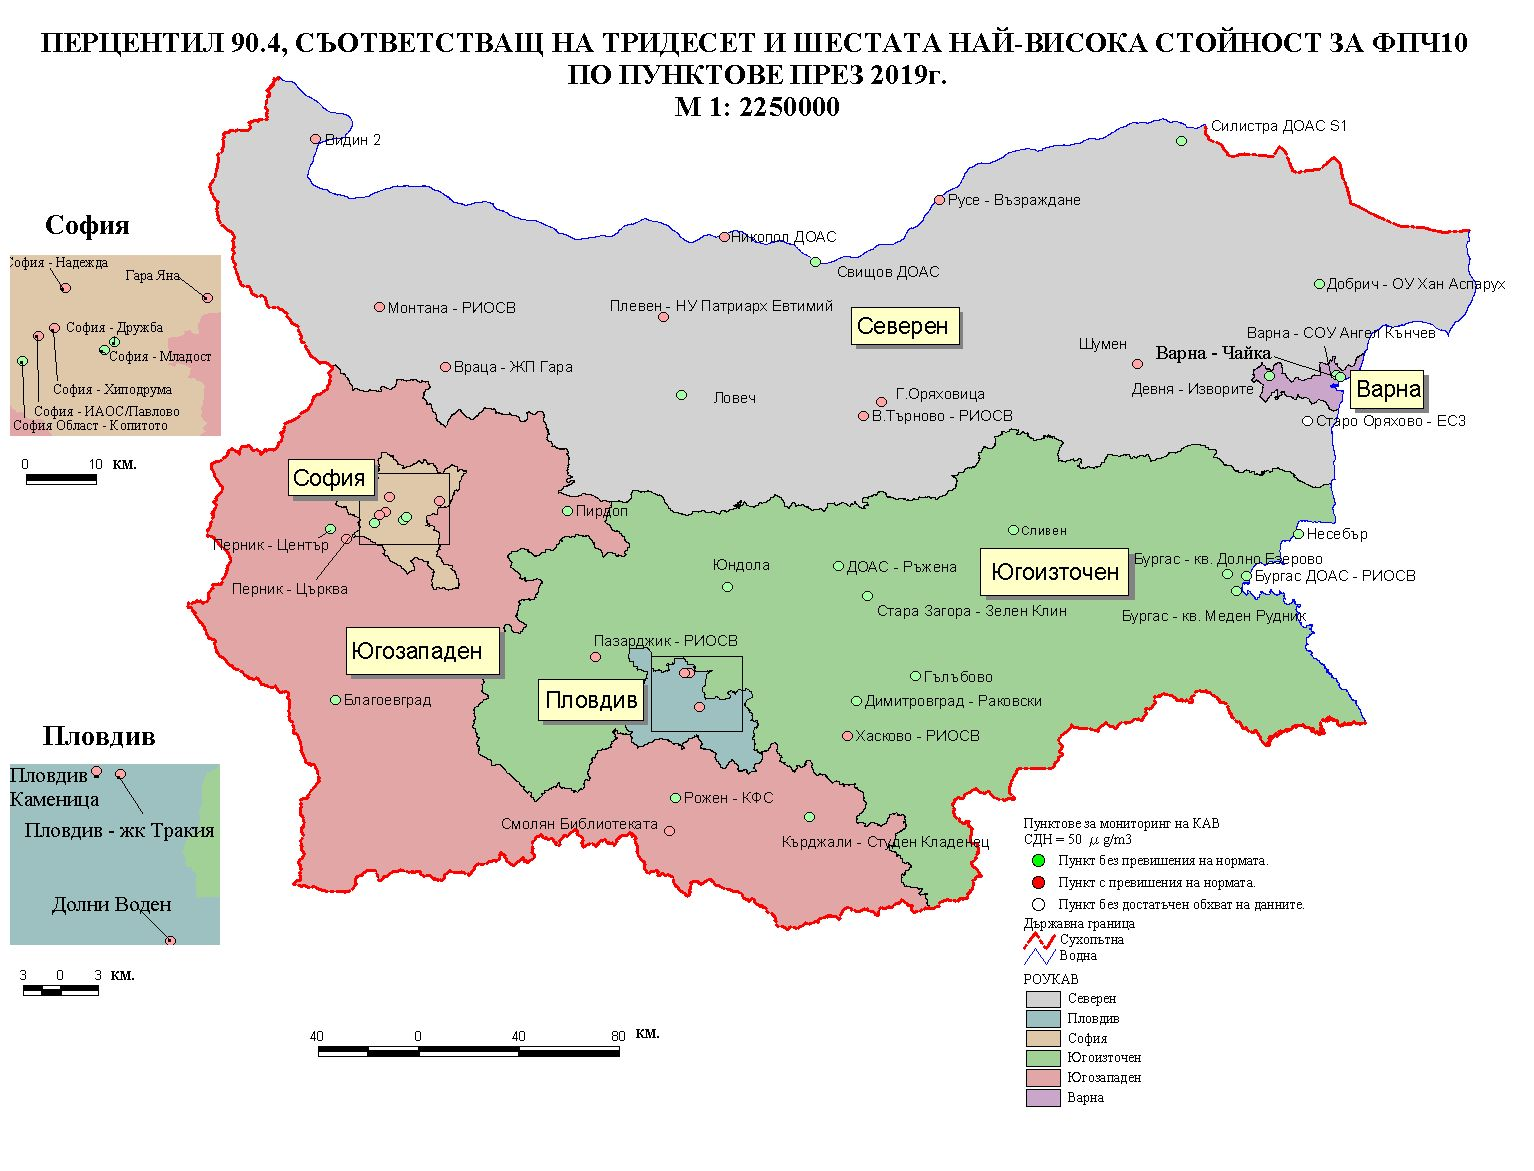 ПЕРЦЕНТИЛ 90.4, СЪОТВЕТСТВАЩ НА ТРИДЕСЕТ И ШЕСТАТА НАЙ-ВИСОКА СТОЙНОСТ ЗА ФПЧ10
ПО ПУНКТОВЕ ПРЕЗ 2019г.
М 1: 2250000
Силистра ДОАС S1
Видин 2
Русе - Възраждане
Никопол ДОАС
Свищов ДОАС
Добрич - ОУ Хан Аспарух
Монтана - РИОСВ
Плевен - НУ Патриарх Евтимий
Северен
Варна - СОУ Ангел Кънчев
Шумен
Варна - Чайка
Враца - ЖП Гара
Девня - Изворите
Варна
Ловеч
Г.Оряховица
В.Търново - РИОСВ
Старо Оряхово - ЕС3
София
София - Надежда
Гара Яна
София - Дружба
София - Младост
София - Хиподрума
София - ИАОС/Павлово
София Област - Копитото
0 10 км.
София
Пирдоп
Сливен
Несебър
Перник - Център
Перник - Църква
Юндола
ДОАС - Ръжена
Югоизточен
Бургас - кв. Долно Езерово
Бургас ДОАС - РИОСВ
Стара Загора - Зелен Клин
Бургас - кв. Меден Рудник
Югозападен
Пазарджик - РИОСВ
Гълъбово
Благоевград
Пловдив
Димитровград - Раковски
Хасково - РИОСВ
Рожен - КФС
Смолян Библиотеката
Кърджали - Студен Кладенец
Пловдив
Пловдив
Каменица
Пловдив - жк Тракия
Долни Воден
3 0 3 км.
40 0 40 80 км.
Пунктове за мониторинг на КАВ
СДН = 50 μ g/m3
Пункт без превишения на нормата.
Пункт с превишения на нормата.
Пункт без достатъчен обхват на данните.
Държавна граница
Сухопътна
Водна
РОУКАВ
Северен
Пловдив
София
Югоизточен
Югозападен
Варна